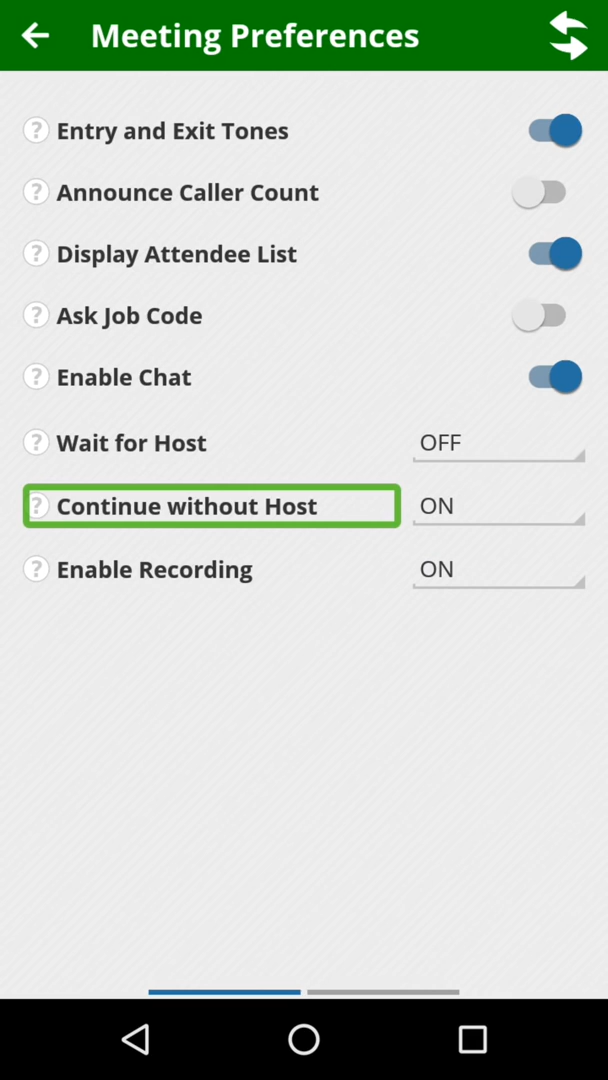 Meeting Preferences
? Entry and Exit Tones
? Announce Caller Count
? Display Attendee List
? Ask Job Code
? Enable Chat
? Wait for Host OFF
? Continue without Host ON
? Enable Recording ON